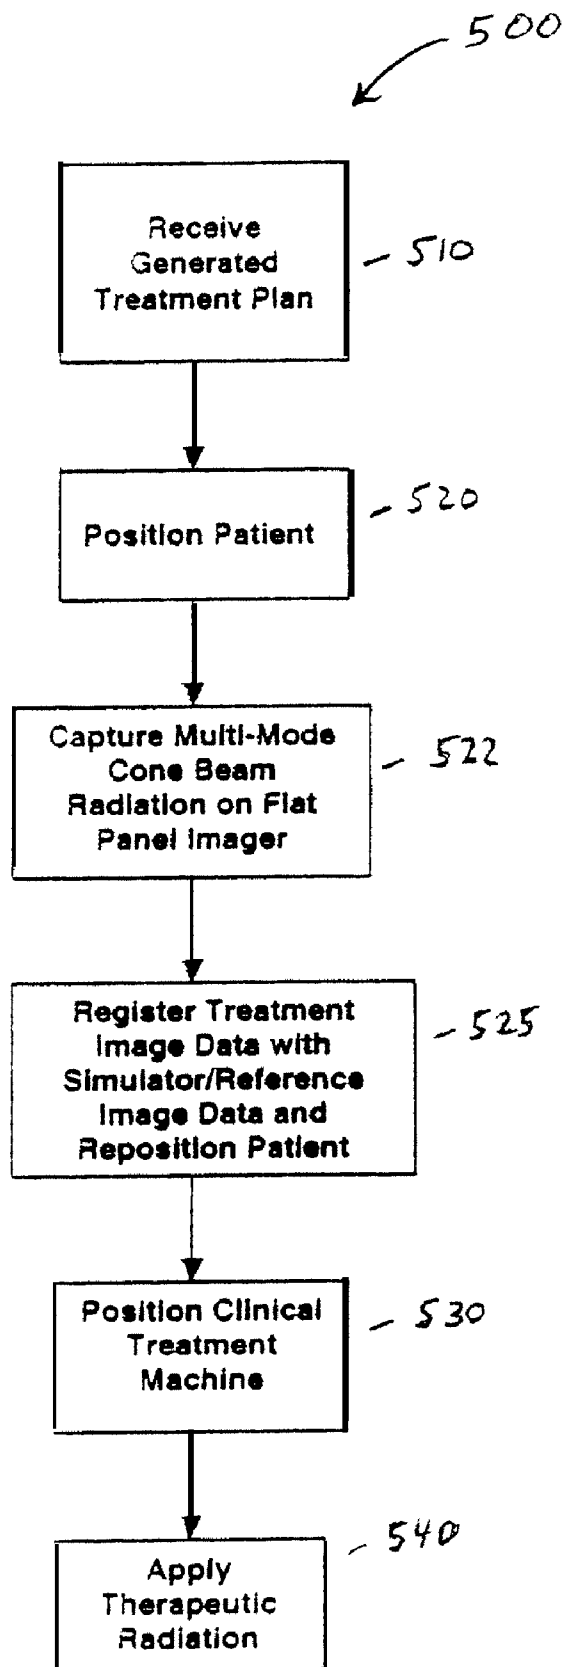 500
Receive
Generated
Treatment Plan
510
Position Patient
520
Capture Multi-Mode
Cone Beam
Radiation on Flat
Panel Imager
522
Register Treatment
Image Data with
Simulator/Reference
Image Data and
Reposition Patient
525
Position Clinical
Treatment
Machine
530
Apply
Therapeutic
Radiation
540